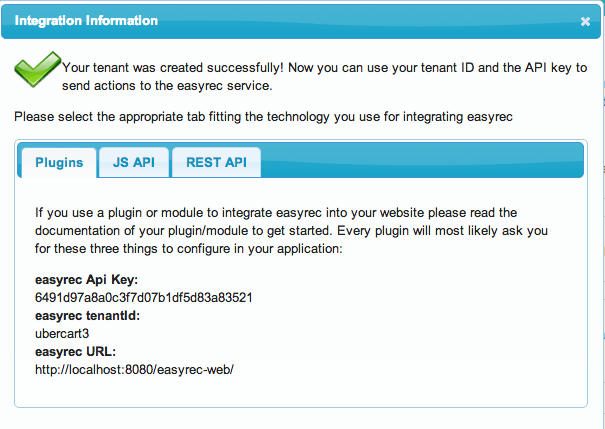 Integration Information
Your tenant was created successfully! Now you can use your tenant ID and the API key to
send actions to the easyrec service.
Please select the appropriate tab fitting the technology you use for integrating easyrec
Plugins JS API REST API
If you use a plugin or module to integrate easyrec into your website please read the
documentation of your plugin/module to get started. Every plugin will most likely ask you
for these three things to configure in your application:
easyrec Api Key:
6491d97a8a0c3f7d07b1df5d83a83521
easyrec tenantId:
ubercart3
easyrec URL:
http://localhost:8080/easyrec-web/